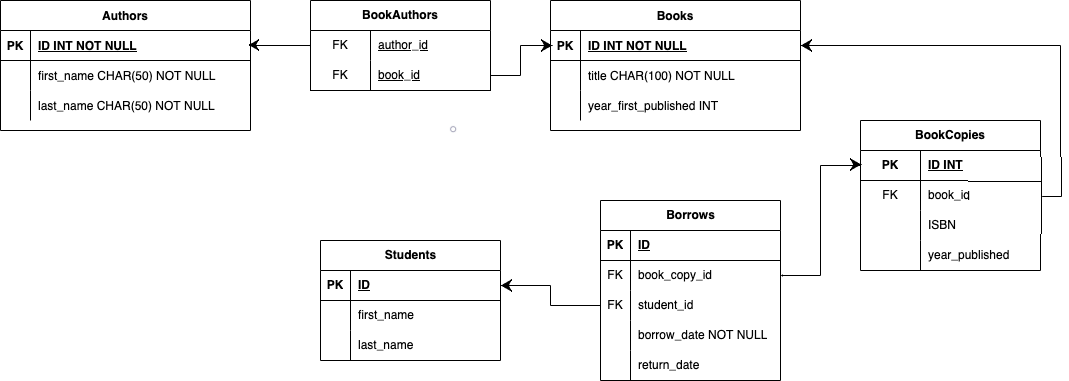 Authors
PK ID INT NOT NULL
first_name CHAR(50) NOT NULL
last_name CHAR(50) NOT NULL
BookAuthors
FK author_id
FK book_id
Books
PK ID INT NOT NULL
title CHAR(100) NOT NULL
year_first_published INT
BookCopies
PK ID INT
FK book_id
ISBN
year_published
Borrows
PK ID
FK book_copy_id
FK student_id
borrow_date NOT NULL
return_date
Students
PK ID
first_name
last_name